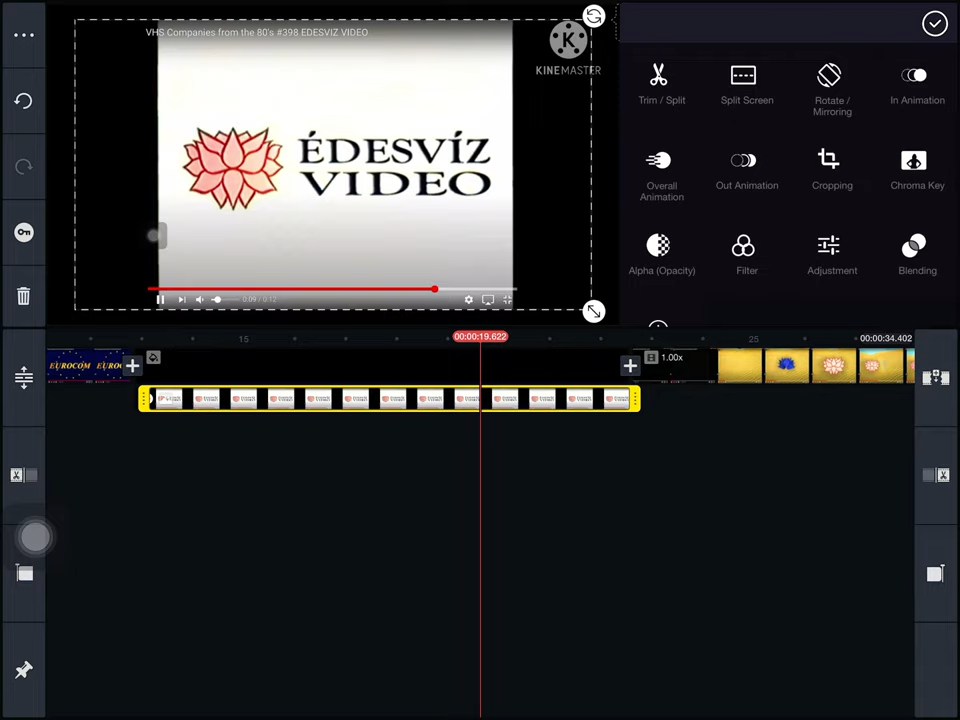 VHS Companies from the 80's #398 EDESVIZ VIDEO
K
KINEMASTER
ÉDESVÍZ
VIDEO
0:09 / 0:12
Trim / Split
Split Screen
Rotate /
Mirroring
In Animation
Overall
Animation
Out Animation
Cropping
Chroma Key
Alpha (Opacity)
Filter
Adjustment
Blending
15
00:00:19.622
25
00:00:34.402
EUROCOM
EUROC
1.00x